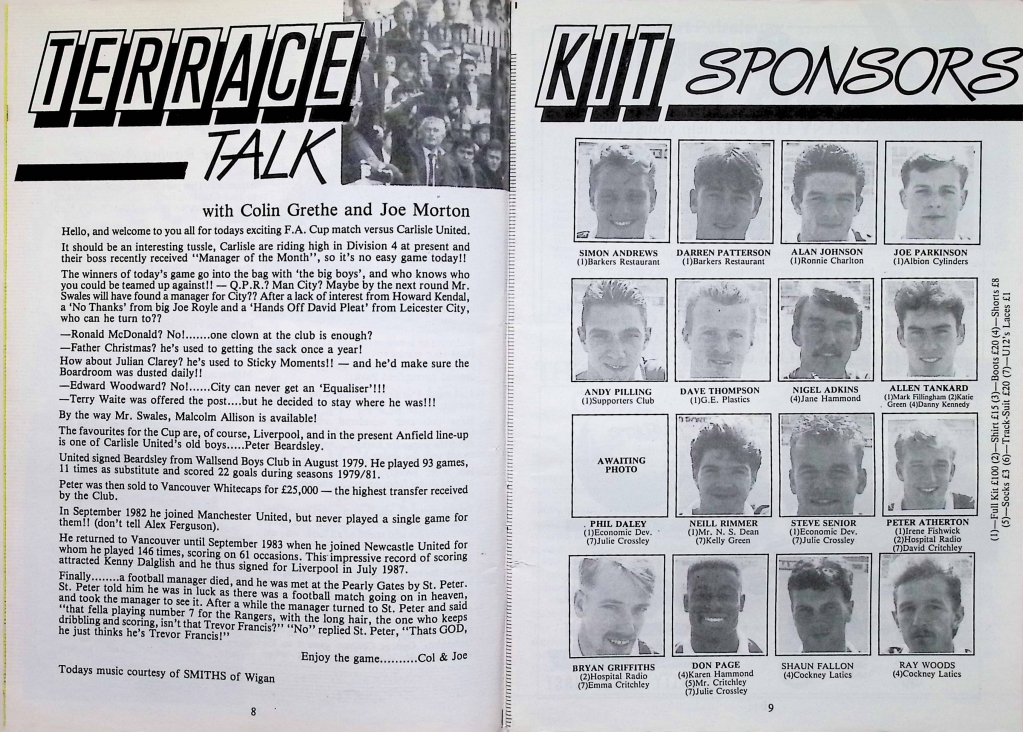 TERRACE
TALK
with Colin Grethe and Joe Morton
Hello, and welcome to you all for todays exciting F.A. Cup match versus Carlisle United.
It should be an interesting tussle, Carlisle are riding high in Division 4 at present and
their boss recently received "Manager of the Month", so it's no easy game today!!
The winners of today's game go into the bag with 'the big boys', and who knows who
you could be teamed up against!! — Q.P.R.? Man City? Maybe by the next round Mr.
Swales will have found a manager for City?? After a lack of interest from Howard Kendal,
a 'No Thanks' from big Joe Royle and a 'Hands Off David Pleat' from Leicester City,
who can he turn to??
—Ronald McDonald? No!.......one clown at the club is enough?
—Father Christmas? he's used to getting the sack once a year!
How about Julian Clarey? he's used to Sticky Moments!! — and he'd make sure the
Boardroom was dusted daily!!
—Edward Woodward? No!......City can never get an 'Equaliser'!!!
—Terry Waite was offered the post....but he decided to stay where he was!!!
By the way Mr. Swales, Malcolm Allison is available!
The favourites for the Cup are, of course, Liverpool, and in the present Anfield line-up
is one of Carlisle United's old boys.....Peter Beardsley.
United signed Beardsley from Wallsend Boys Club in August 1979. He played 93 games,
11 times as substitute and scored 22 goals during seasons 1979/81.
Peter was then sold to Vancouver Whitecaps for £25,000 — the highest transfer received
by the Club.
In September 1982 he joined Manchester United, but never played a single game for
them!! (don't tell Alex Ferguson).
He returned to Vancouver until September 1983 when he joined Newcastle United for
whom he played 146 times, scoring on 61 occasions. This impressive record of scoring
attracted Kenny Dalglish and he thus signed for Liverpool in July 1987.
Finally........a football manager died, and he was met at the Pearly Gates by St. Peter.
St. Peter told him he was in luck as there was a football match going on in heaven,
and took the manager to see it. After a while the manager turned to St. Peter and said
"that fella playing number 7 for the Rangers, with the long hair, the one who keeps
dribbling and scoring, isn't that Trevor Francis?" "No" replied St. Peter, "Thats GOD,
he just thinks he's Trevor Francis!"
Enjoy the game..........Col & Joe
Todays music courtesy of SMITHS of Wigan
8
KIT SPONSORS
SIMON ANDREWS
(1)Barkers Restaurant
DARREN PATTERSON
(1)Barkers Restaurant
ALAN JOHNSON
(1)Ronnie Charlton
JOE PARKINSON
(1)Albion Cylinders
ANDY PILLING
(1)Supporters Club
DAVE THOMPSON
(1)G.E. Plastics
NIGEL ADKINS
(4)Jane Hammond
ALLEN TANKARD
(1)Mark Fillingham (2)Katie
Green (4)Danny Kennedy
AWAITING
PHOTO
PHIL DALEY
(1)Economic Dev.
(7)Julie Crossley
NEILL RIMMER
(1)Mr. N. S. Dean
(7)Kelly Green
STEVE SENIOR
(1)Economic Dev.
(7)Julie Crossley
PETER ATHERTON
(1)Irene Fishwick
(2)Hospital Radio
(7)David Critchley
BRYAN GRIFFITHS
(2)Hospital Radio
(7)Emma Critchley
DON PAGE
(4)Karen Hammond
(5)Mr. Critchley
(7)Julie Crossley
SHAUN FALLON
(4)Cockney Latics
RAY WOODS
(4)Cockney Latics
(1)—Full Kit £100 (2)—Shirt £15 (3)—Boots £20 (4)—Shorts £8
(5)—Socks £3 (6)—Track-Suit £20 (7)—U12's Laces £1
9